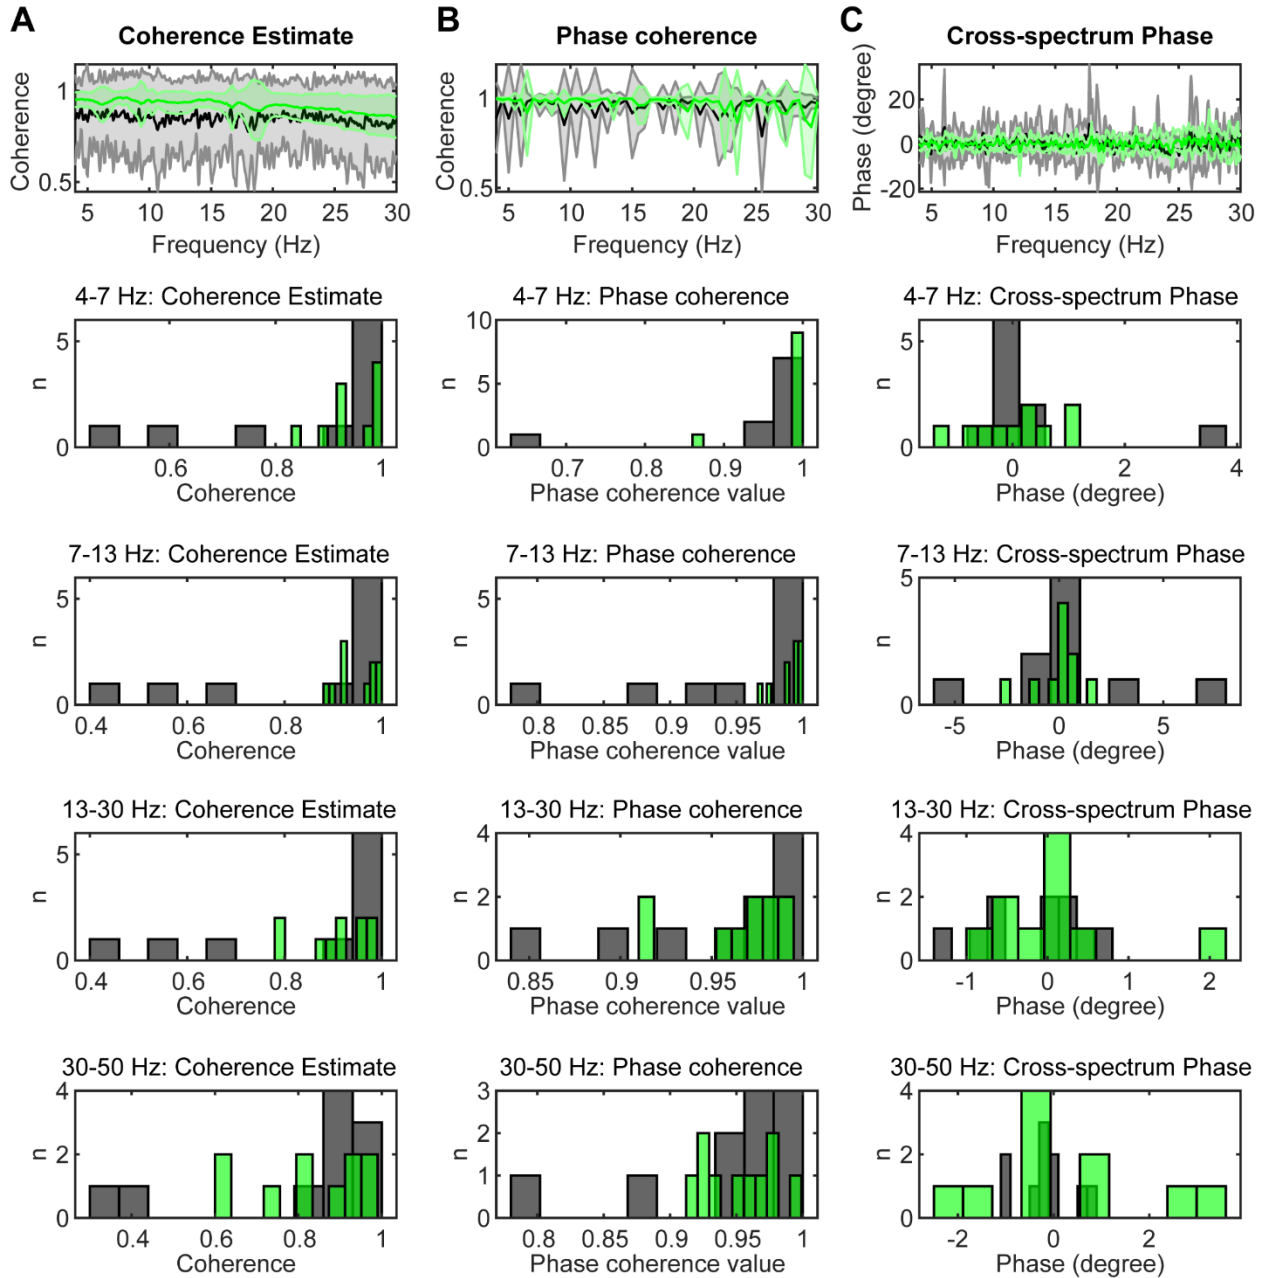 A B C
Coherence Estimate Phase coherence Cross-spectrum Phase
Coherence 1 0.5 5 10 15 20 25 30 Frequency (Hz)
Coherence 1 0.5 5 10 15 20 25 30 Frequency (Hz)
Phase (degree) 20 0 -20 5 10 15 20 25 30 Frequency (Hz)
4-7 Hz: Coherence Estimate
n 5 0 0.6 0.8 1
Coherence
4-7 Hz: Phase coherence
n 10 5 0 0.7 0.8 0.9 1
Phase coherence value
4-7 Hz: Cross-spectrum Phase
n 5 0 0 2 4
Phase (degree)
7-13 Hz: Coherence Estimate
n 5 0 0.4 0.6 0.8 1
Coherence
7-13 Hz: Phase coherence
n 5 0 0.8 0.85 0.9 0.95 1
Phase coherence value
7-13 Hz: Cross-spectrum Phase
n 5 0 -5 0 5
Phase (degree)
13-30 Hz: Coherence Estimate
n 5 0 0.4 0.6 0.8 1
Coherence
13-30 Hz: Phase coherence
n 4 2 0 0.85 0.9 0.95 1
Phase coherence value
13-30 Hz: Cross-spectrum Phase
n 4 2 0 -1 0 1 2
Phase (degree)
30-50 Hz: Coherence Estimate
n 4 2 0 0.4 0.6 0.8 1
Coherence
30-50 Hz: Phase coherence
n 3 2 1 0 0.8 0.85 0.9 0.95 1
Phase coherence value
30-50 Hz: Cross-spectrum Phase
n 4 2 0 -2 0 2
Phase (degree)